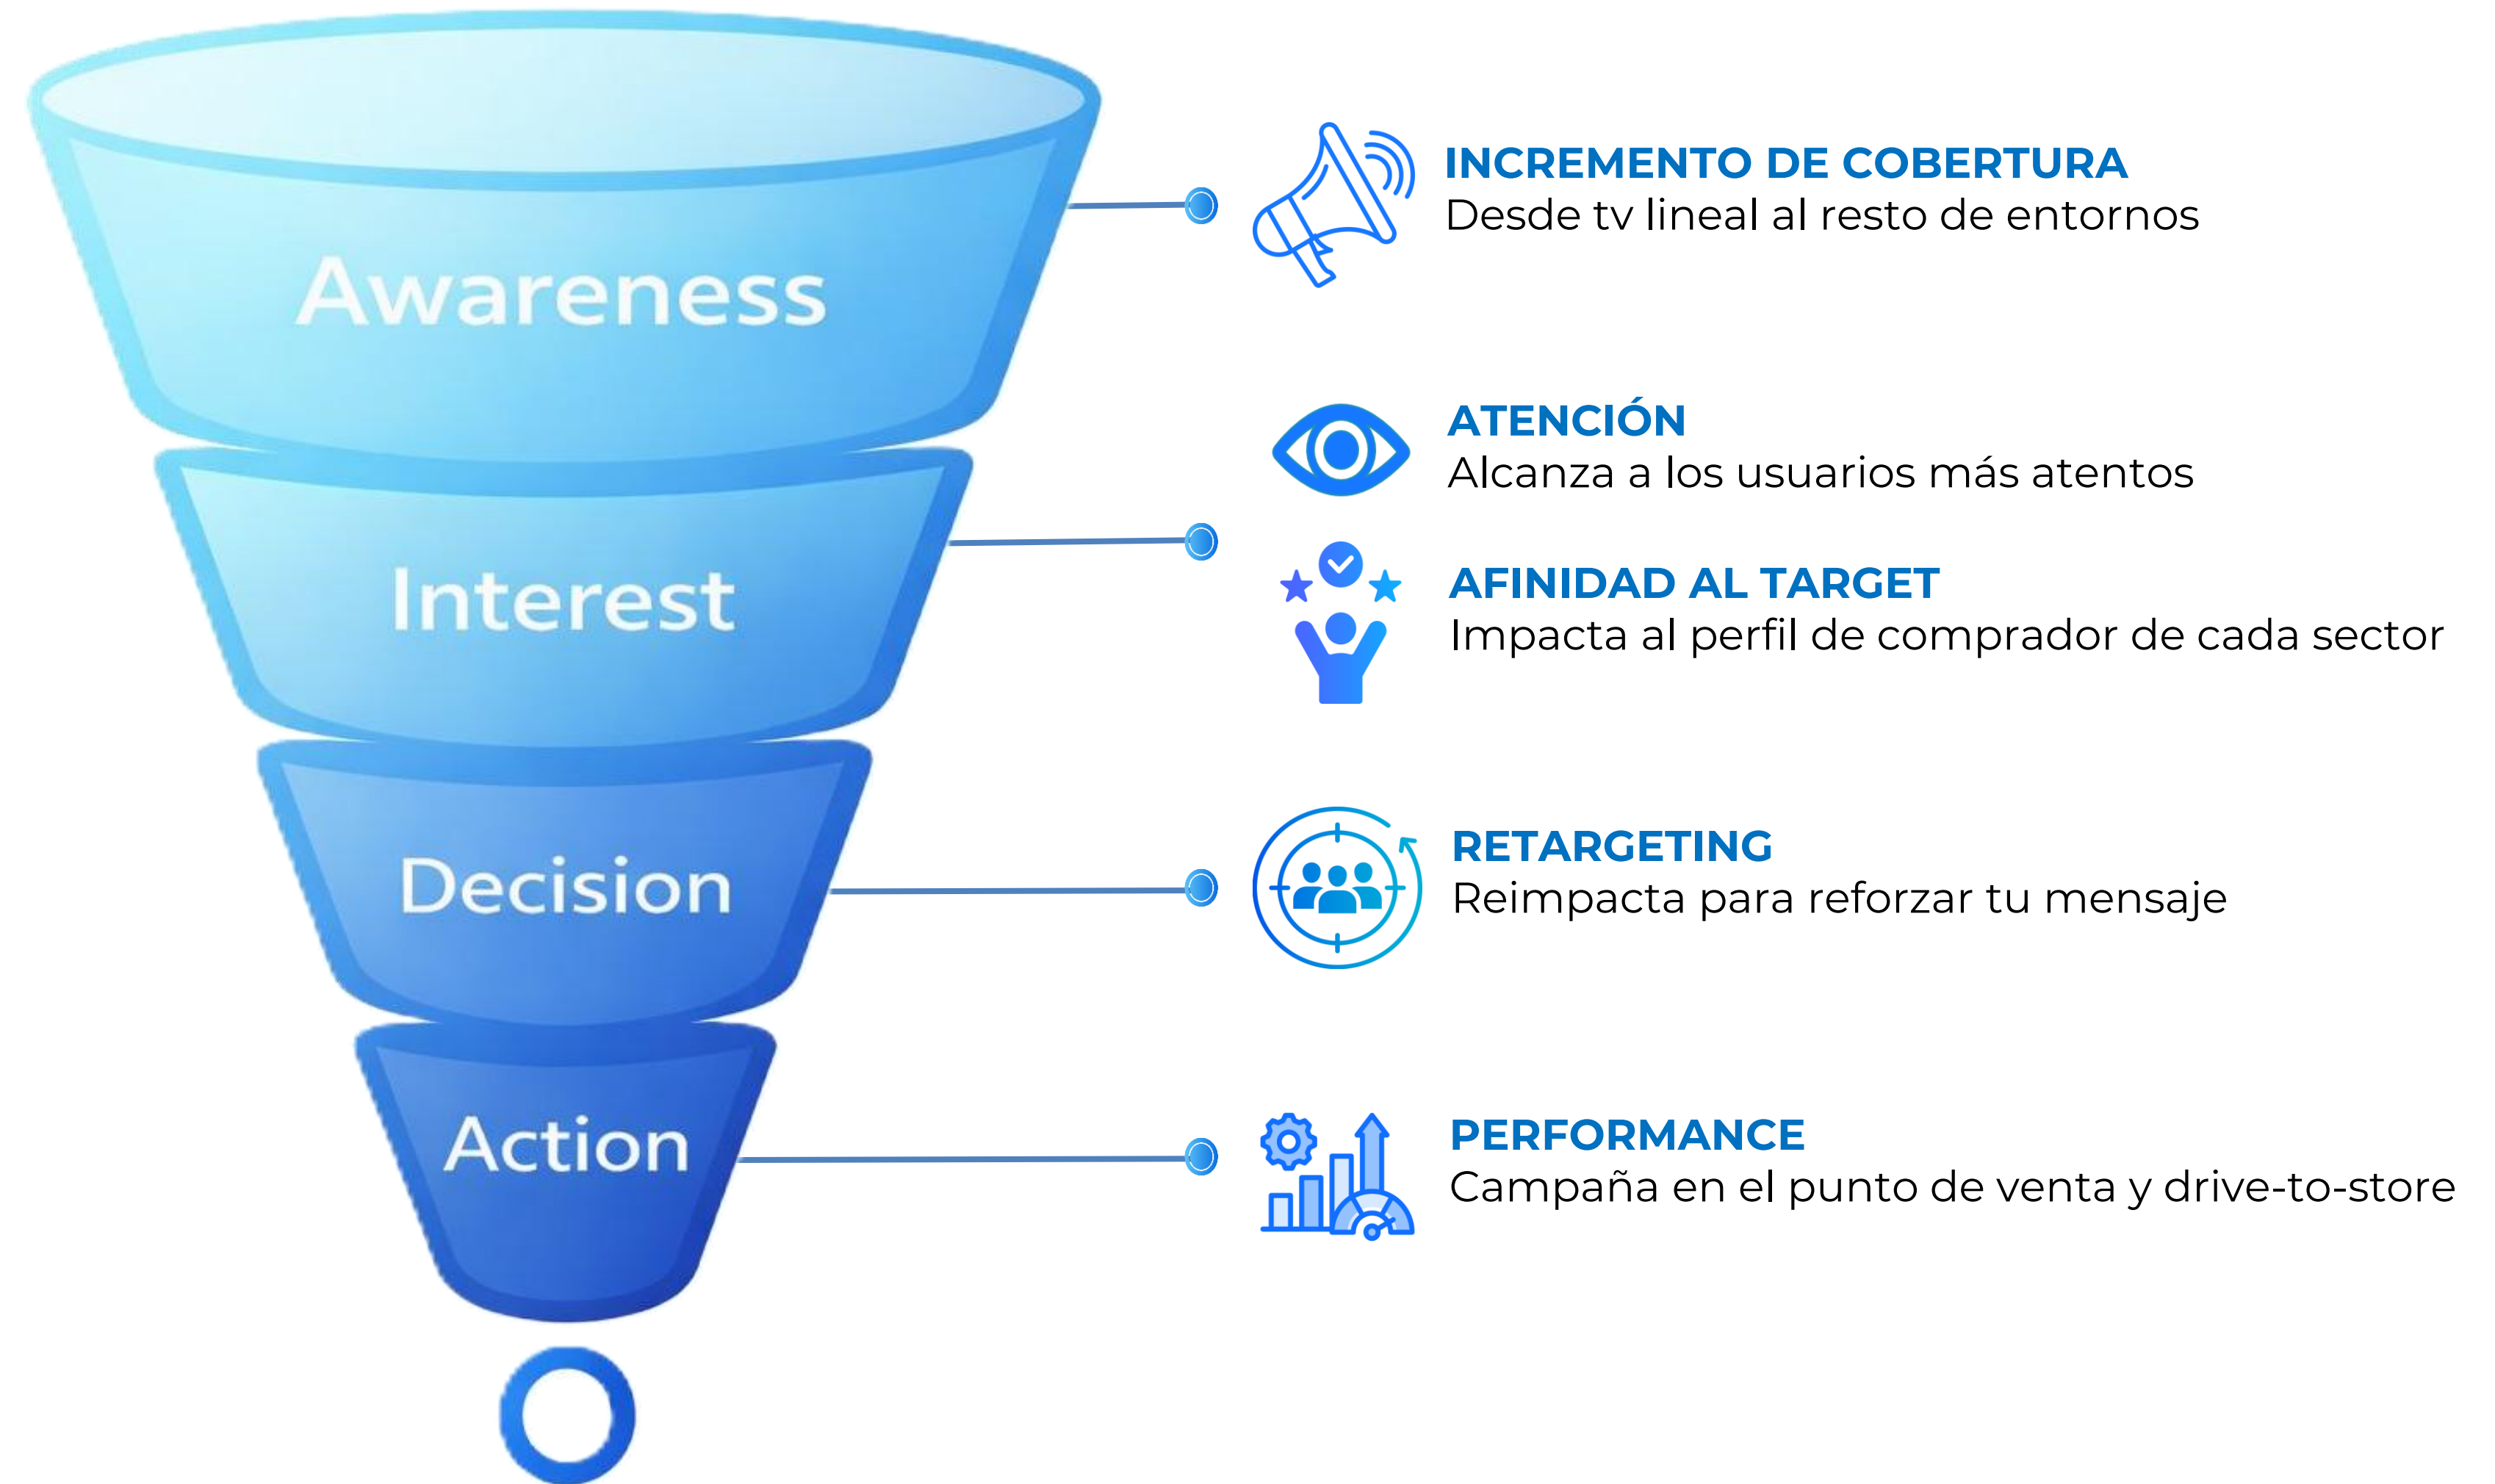 Awareness
INCREMENTO DE COBERTURA
Desde tv lineal al resto de entornos
Interest
ATENCIÓN
Alcanza a los usuarios más atentos
AFINIDAD AL TARGET
Impacta al perfil de comprador de cada sector
Decision
RETARGETING
Reimpacta para reforzar tu mensaje
Action
PERFORMANCE
Campaña en el punto de venta y drive-to-store